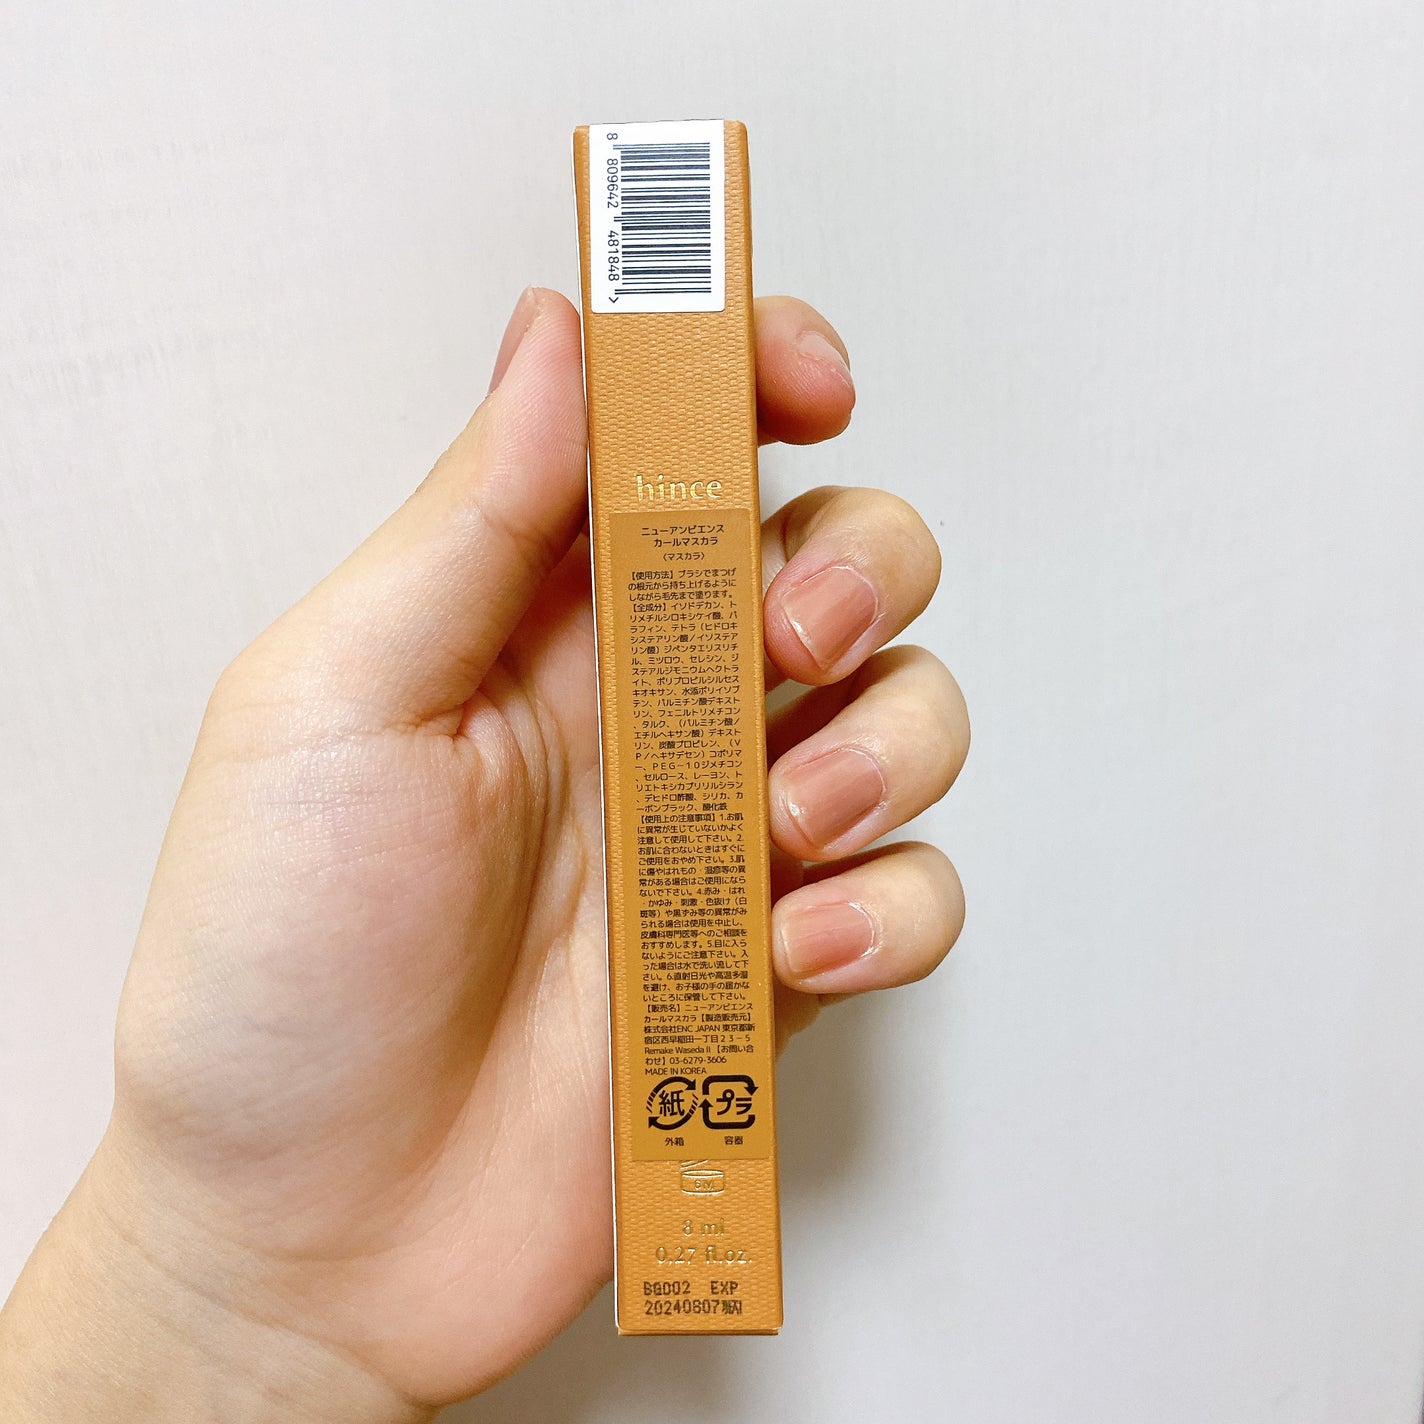 8 809642 481848 >
hince
ニューアンビエンス
カールマスカラ
〈マスカラ〉
【使用方法】ブラシでまつげ
の根元から持ち上げるように
しながら毛先まで塗ります。
【全成分】イソドデカン、ト
リメチルシロキシケイ酸、パ
ラフィン、テトラ（ヒドロキ
システアリン酸／イソステア
リン酸）ジペンタエリスリチ
ル、ミツロウ、セレシン、ジ
ステアルジモニウムヘクトラ
イト、ポリプロピルシルセス
キオキサン、水添ポリイソブ
テン、パルミチン酸デキスト
リン、フェニルトリメチコン
、タルク、（パルミチン酸／
エチルヘキサン酸）デキスト
リン、炭酸プロピレン、（Ｖ
Ｐ／ヘキサデセン）コポリマ
ー、ＰＥＧ－１０ジメチコン
、セルロース、レーヨン、ト
リエトキシカプリリルシラン
、デヒドロ酢酸、シリカ、カ
ーボンブラック、酸化鉄
【使用上の注意事項】1.お肌
に異常が生じていないかよく
注意して使用して下さい。2.
お肌に合わないときはすぐに
ご使用をおやめ下さい。3.肌
に傷やはれもの・湿疹等の異
常がある場合はご使用になら
ないで下さい。4.赤み・はれ
・かゆみ・刺激・色抜け（白
斑等）や黒ずみ等の異常がみ
られる場合は使用を中止し、
皮膚科専門医等へのご相談を
おすすめします。5.目に入ら
ないようにご注意下さい。入
った場合は水で洗い流して下
さい。6.直射日光や高温多湿
を避け、お子様の手の届かな
いところに保管して下さい。
【販売名】ニューアンビエンス
カールマスカラ【製造販売元】
株式会社ENC JAPAN 東京都新
宿区西早稲田一丁目２３－５
Remake Waseda II【お問い合
わせ】03-6279-3606
MADE IN KOREA
紙 プラ
外箱 容器
6M
8 ml
0.27 fl.oz.
BG002 EXP
20240807까지